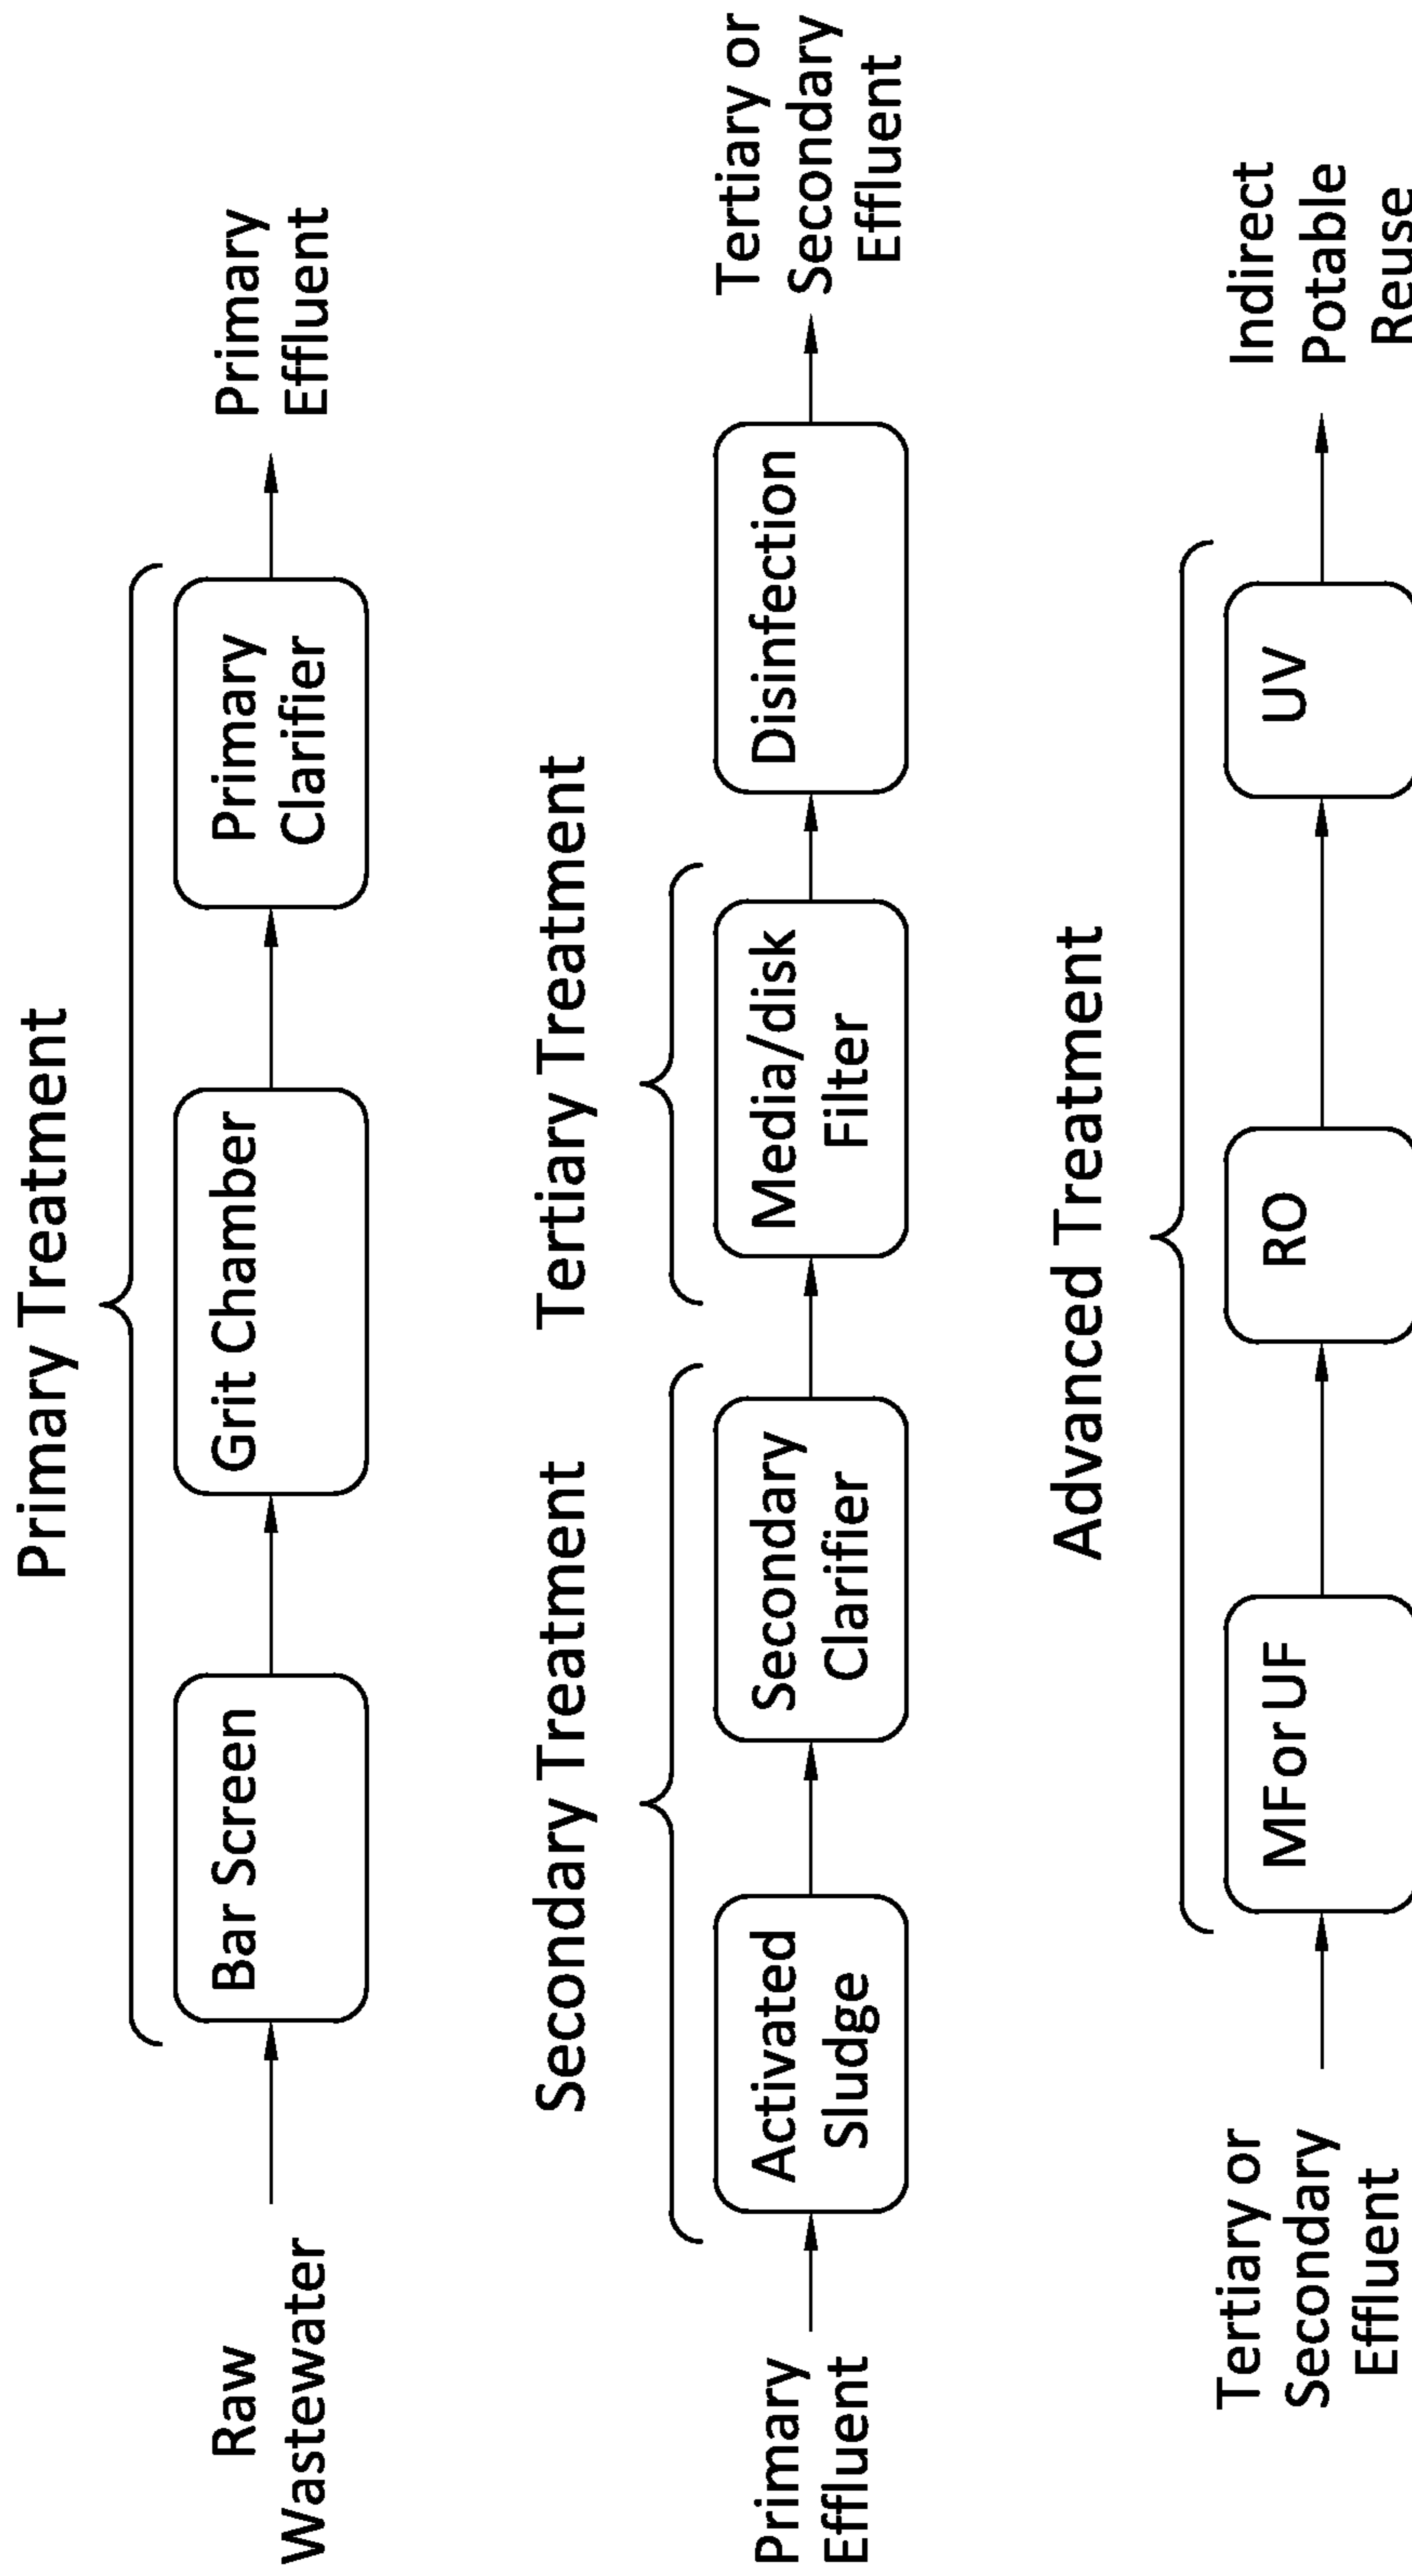 Primary Treatment
Raw
Wastewater
Bar Screen
Grit Chamber
Primary
Clarifier
Primary
Effluent
Secondary Treatment
Tertiary Treatment
Primary
Effluent
Activated
Sludge
Secondary
Clarifier
Media/disk
Filter
Disinfection
Tertiary or
Secondary
Effluent
Advanced Treatment
Tertiary or
Secondary
Effluent
MF or UF
RO
UV
Indirect
Potable
Reuse